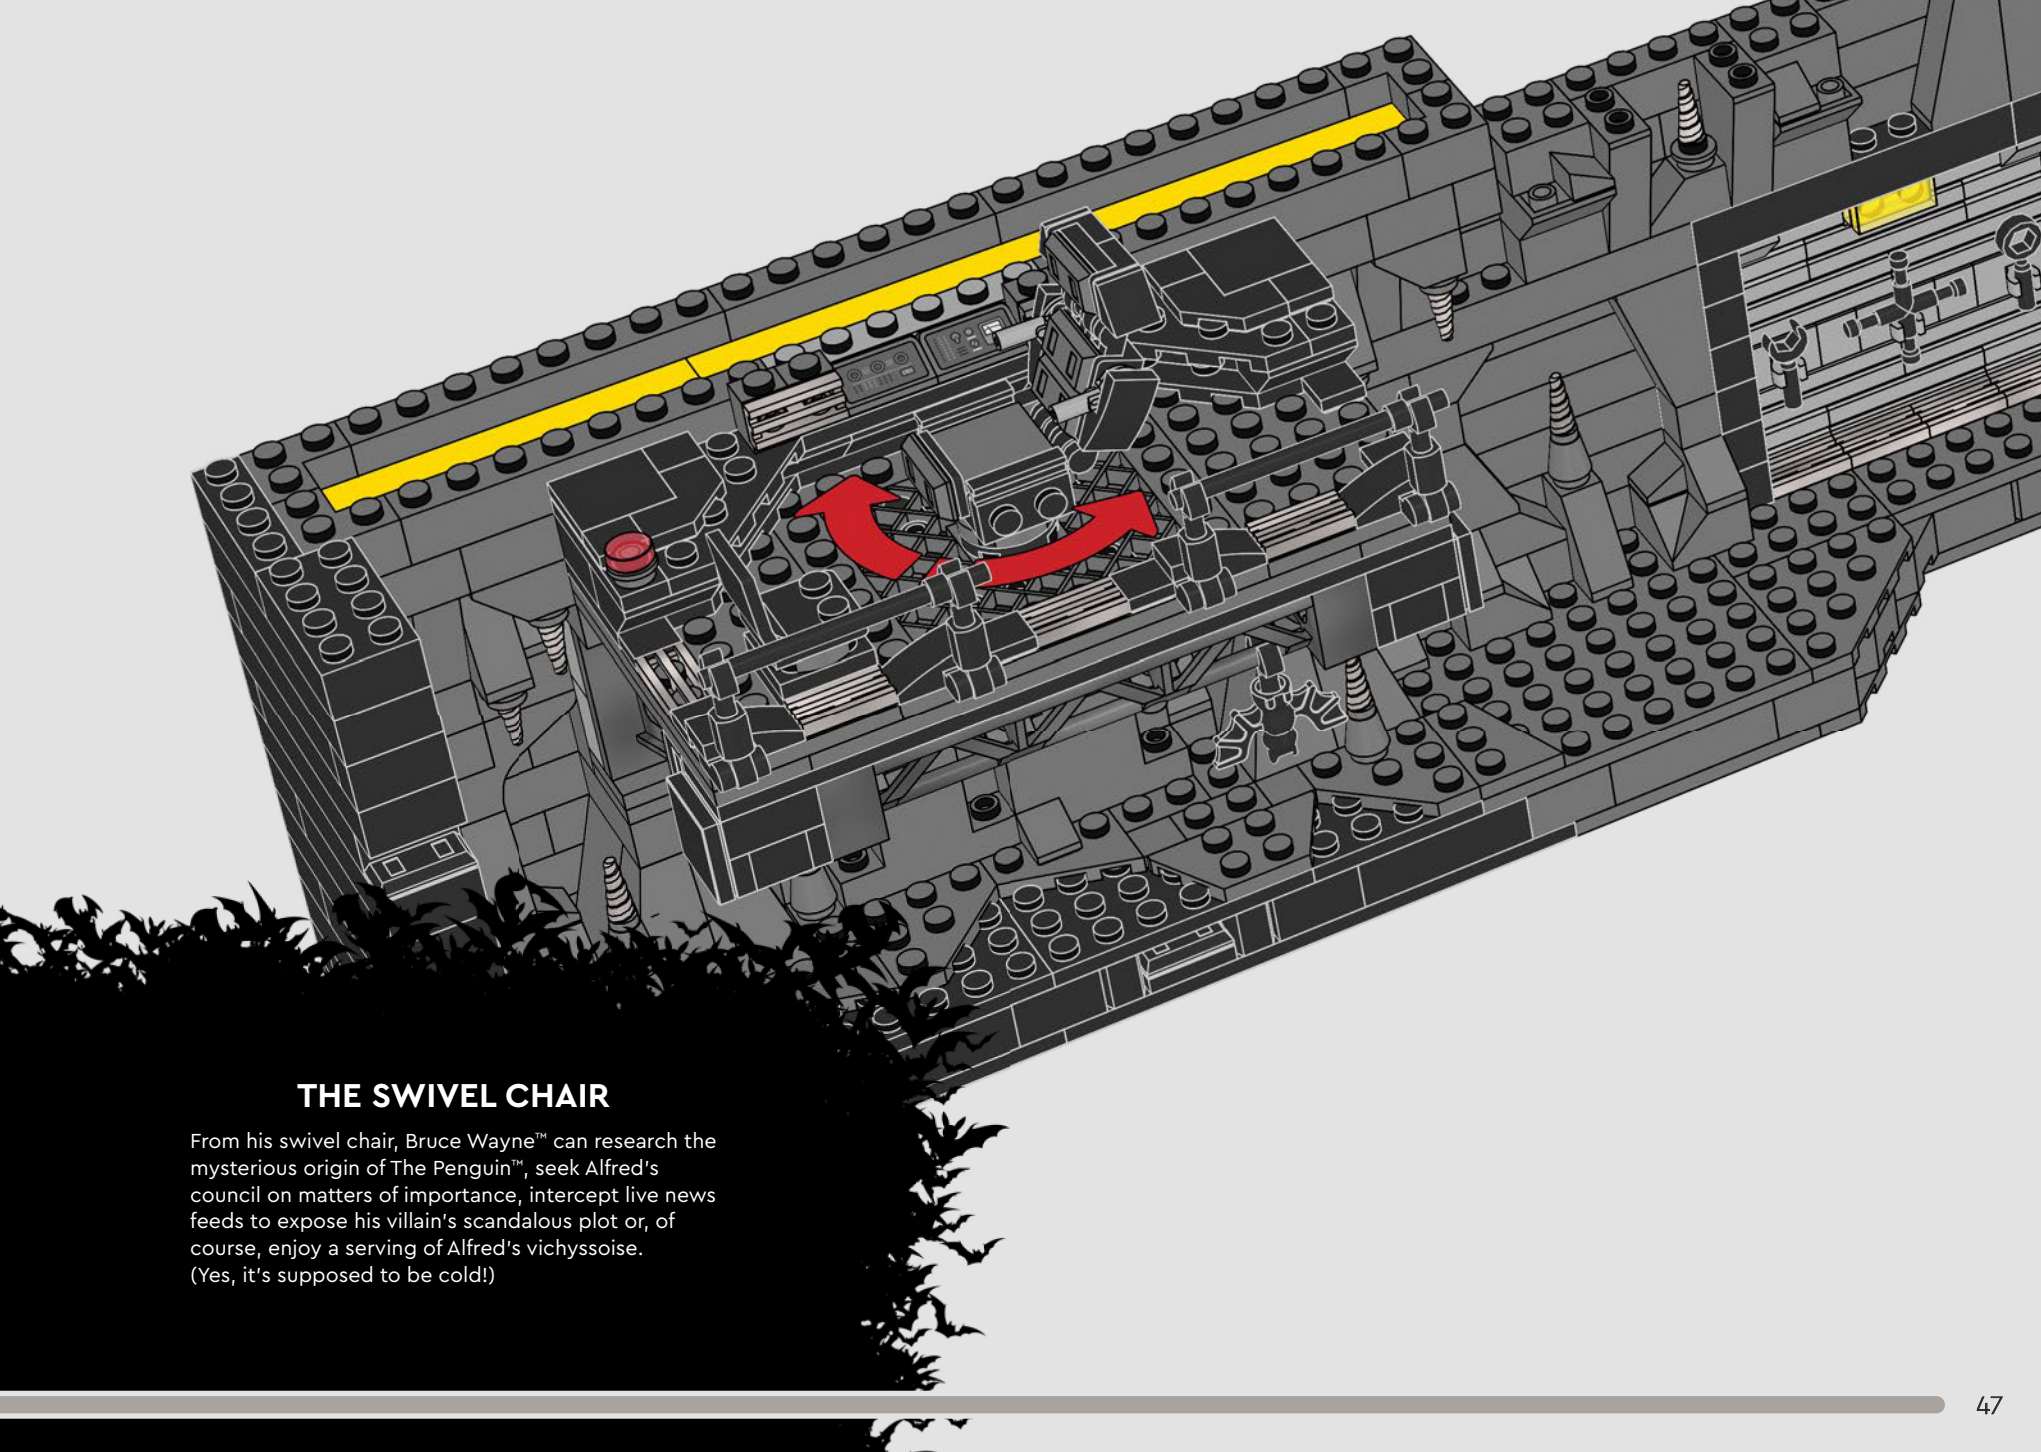 THE SWIVEL CHAIR
From his swivel chair, Bruce Wayne™ can research the
mysterious origin of The Penguin™, seek Alfred's
council on matters of importance, intercept live news
feeds to expose his villain's scandalous plot or, of
course, enjoy a serving of Alfred's vichyssoise.
(Yes, it's supposed to be cold!)
47